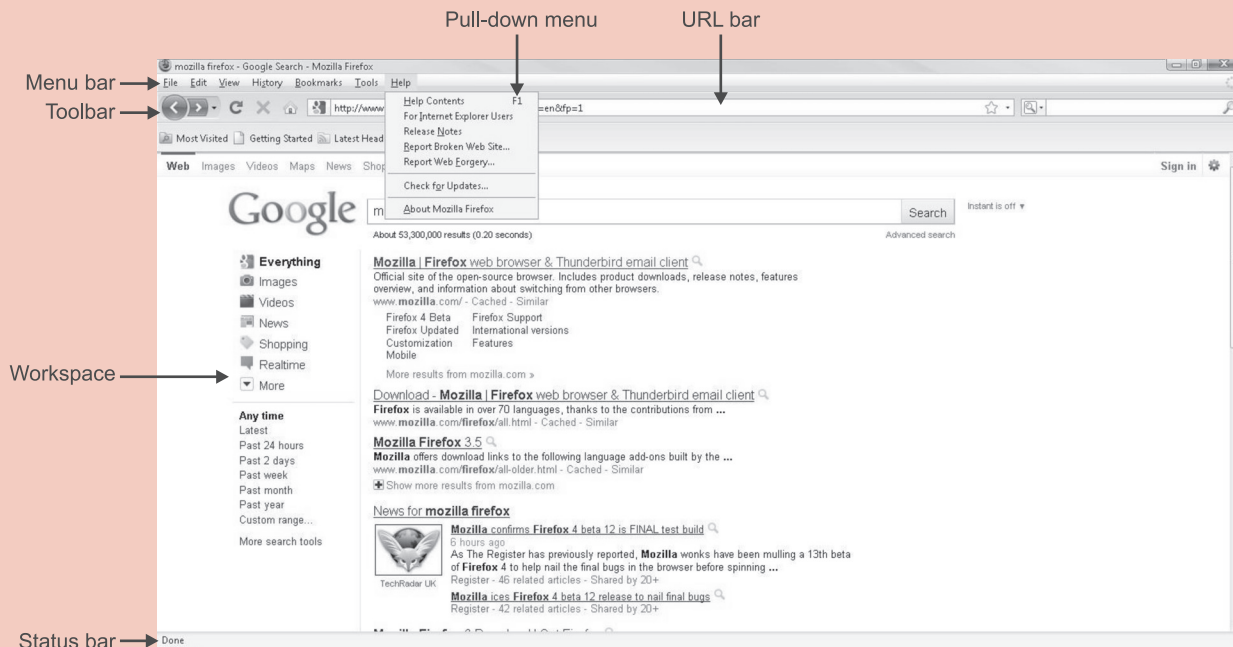 Pull-down menu URL bar
mozilla firefox - Google Search - Mozilla Firefox
Menu bar File Edit View History Bookmarks Tools Help
Toolbar http://www =en&fp=1
Help Contents F1
For Internet Explorer Users
Release Notes
Report Broken Web Site...
Report Web Forgery...
Check for Updates...
About Mozilla Firefox
Most Visited Getting Started Latest Head
Web Images Videos Maps News Shop Sign in
Google m Search Instant is off
About 53,300,000 results (0.20 seconds) Advanced search
Everything
Images
Videos
News
Shopping
Realtime
More
Workspace
Any time
Latest
Past 24 hours
Past 2 days
Past week
Past month
Past year
Custom range...
More search tools
Mozilla | Firefox web browser & Thunderbird email client
Official site of the open-source browser. Includes product downloads, release notes, features
overview, and information about switching from other browsers.
www.mozilla.com/ - Cached - Similar
Firefox 4 Beta Firefox Support
Firefox Updated International versions
Customization Features
Mobile
More results from mozilla.com »
Download - Mozilla | Firefox web browser & Thunderbird email client
Firefox is available in over 70 languages, thanks to the contributions from ...
www.mozilla.com/firefox/all.html - Cached - Similar
Mozilla Firefox 3.5
Mozilla offers download links to the following language add-ons built by the ...
www.mozilla.com/firefox/all-older.html - Cached - Similar
Show more results from mozilla.com
News for mozilla firefox
Mozilla confirms Firefox 4 beta 12 is FINAL test build
6 hours ago
As The Register has previously reported, Mozilla wonks have been mulling a 13th beta
of Firefox 4 to help nail the final bugs in the browser before spinning ...
TechRadar UK Register - 46 related articles - Shared by 20+
Mozilla ices Firefox 4 beta 12 release to nail final bugs
Register - 42 related articles - Shared by 20+
Status bar Done